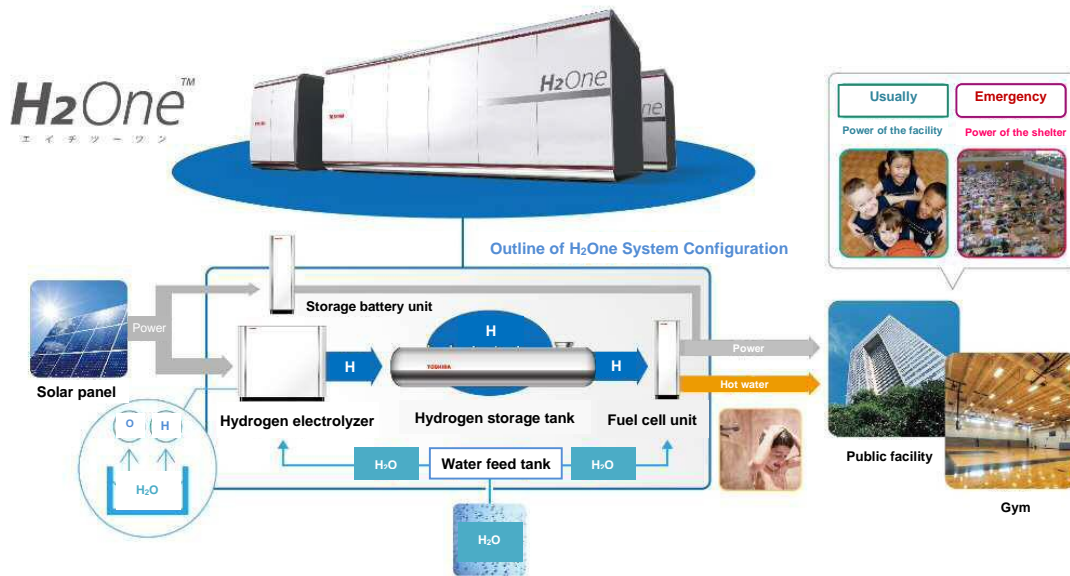 H2One™
エイチツーワン
H2One
TOSHIBA
Usually
Emergency
Power of the facility
Power of the shelter
Outline of H₂One System Configuration
Storage battery unit
Power
Solar panel
H
H
H
TOSHIBA
Power
Hot water
Hydrogen electrolyzer
Hydrogen storage tank
Fuel cell unit
O
H
H₂O
H₂O
Water feed tank
H₂O
H₂O
Public facility
Gym